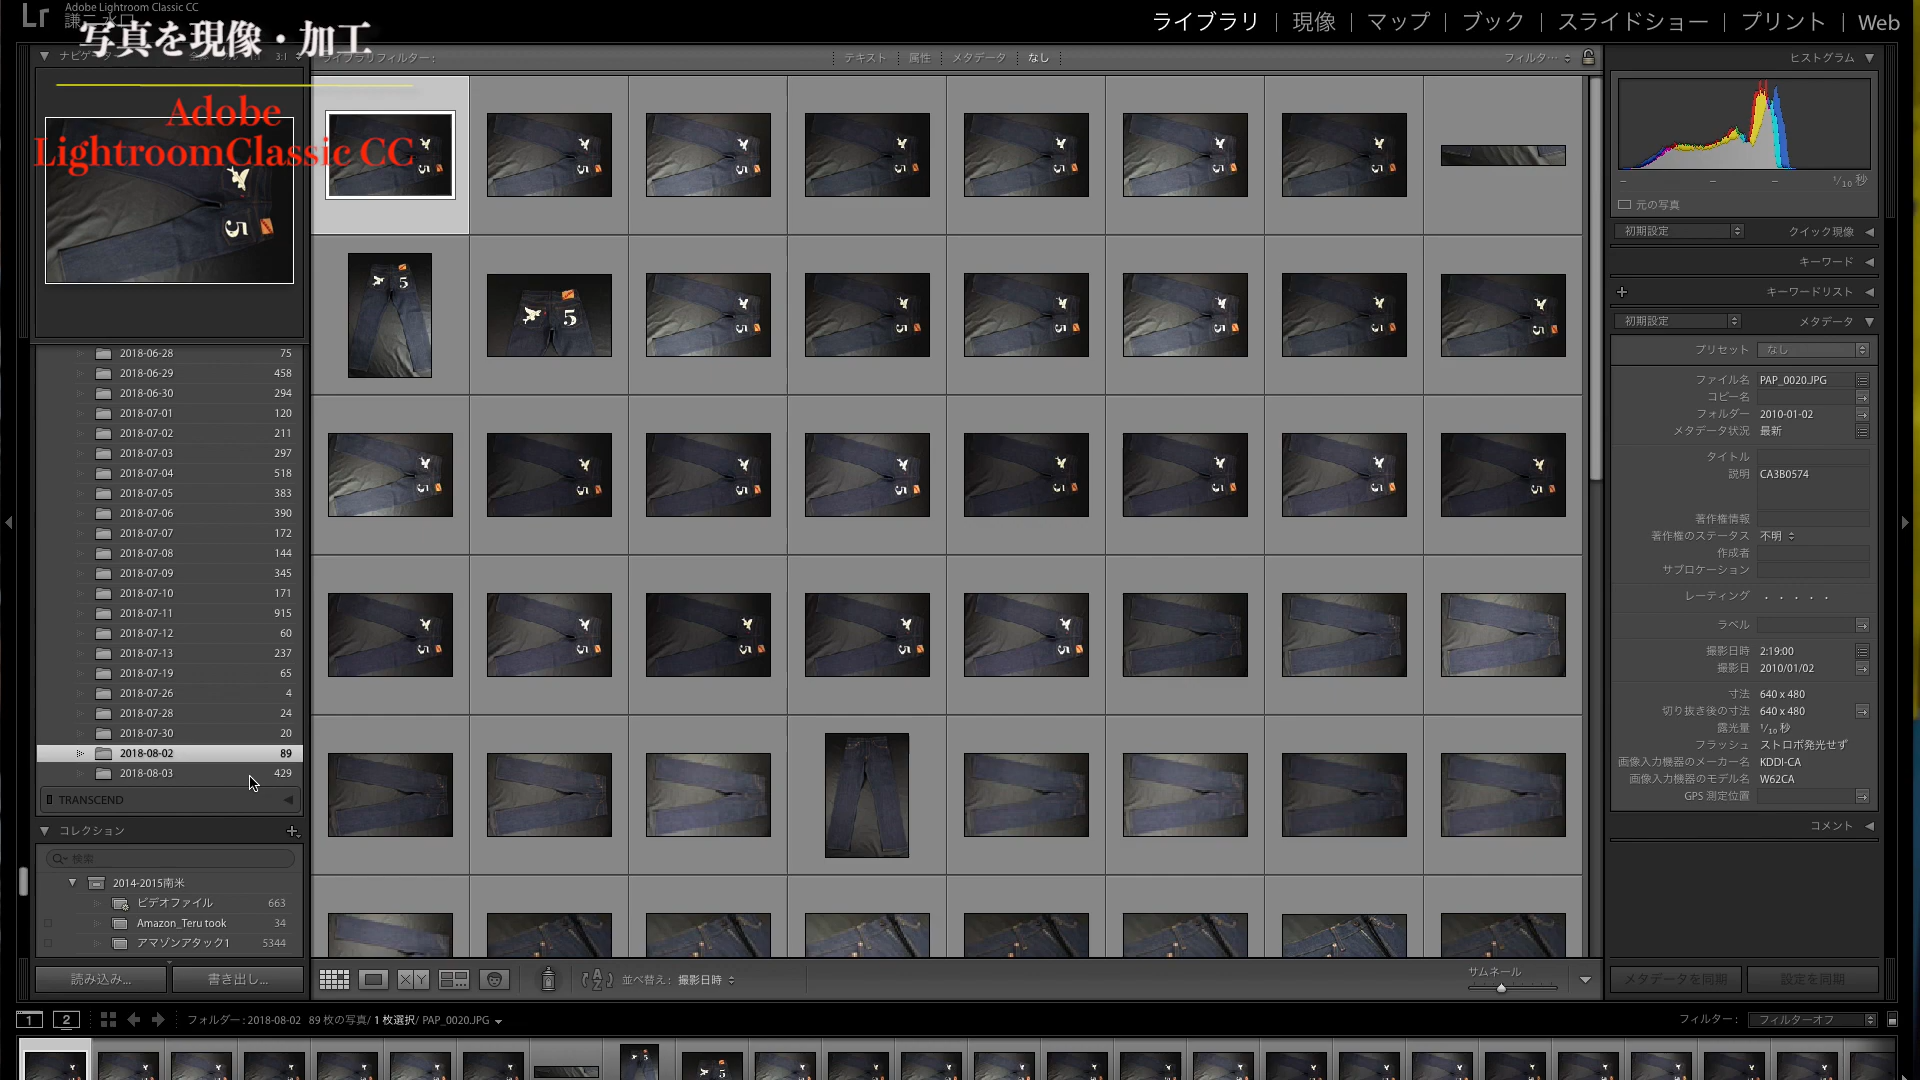 Adobe Lightroom Classic CC
写真を現像・加工
Adobe
LightroomClassic CC
ライブラリ | 現像 | マップ | ブック | スライドショー | プリント | Web
3:1
テキスト 属性 メタデータ なし
フィルタ…
ヒストグラム
1/10 秒
元の写真
初期設定 クイック現像
キーワード
キーワードリスト
初期設定 メタデータ
プリセット なし
ファイル名 PAP_0020.JPG
コピー名
フォルダー 2010-01-02
メタデータ状況 最新
タイトル
説明 CA3B0574
著作権情報
著作権のステータス 不明
作成者
サブロケーション
レーティング
ラベル
撮影日時 2:19:00
撮影日 2010/01/02
寸法 640 x 480
切り抜き後の寸法 640 x 480
露光量 1/10 秒
フラッシュ ストロボ発光せず
画像入力機器のメーカー名 KDDI-CA
画像入力機器のモデル名 W62CA
GPS 測定位置
コメント
メタデータを同期 設定を同期
2018-06-28 75
2018-06-29 458
2018-06-30 294
2018-07-01 120
2018-07-02 211
2018-07-03 297
2018-07-04 518
2018-07-05 383
2018-07-06 390
2018-07-07 172
2018-07-08 144
2018-07-09 345
2018-07-10 171
2018-07-11 915
2018-07-12 60
2018-07-13 237
2018-07-19 65
2018-07-26 4
2018-07-28 24
2018-07-30 20
2018-08-02 89
2018-08-03 429
TRANSCEND
コレクション
検索
2014-2015南米
ビデオファイル 663
Amazon_Teru took 34
アマゾンアタック1 5344
読み込み... 書き出し...
並べ替え: 撮影日時
サムネール
1 2 フォルダー : 2018-08-02 89 枚の写真/ 1 枚選択/ PAP_0020.JPG
フィルター : フィルターオフ